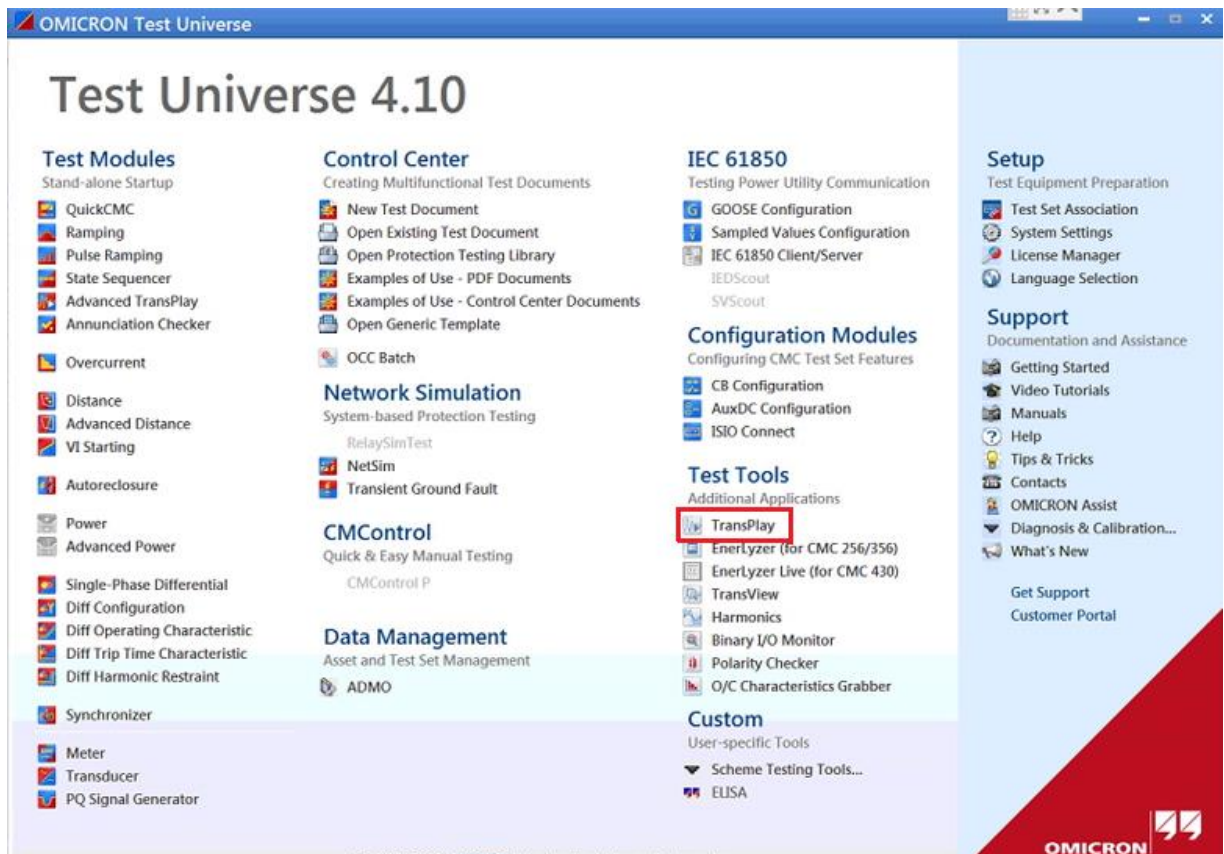 OMICRON Test Universe
Test Universe 4.10
Test Modules
Stand-alone Startup
QuickCMC
Ramping
Pulse Ramping
State Sequencer
Advanced TransPlay
Annunciation Checker
Overcurrent
Distance
Advanced Distance
VI Starting
Autoreclosure
Power
Advanced Power
Single-Phase Differential
Diff Configuration
Diff Operating Characteristic
Diff Trip Time Characteristic
Diff Harmonic Restraint
Synchronizer
Meter
Transducer
PQ Signal Generator
Control Center
Creating Multifunctional Test Documents
New Test Document
Open Existing Test Document
Open Protection Testing Library
Examples of Use - PDF Documents
Examples of Use - Control Center Documents
Open Generic Template
OCC Batch
Network Simulation
System-based Protection Testing
RelaySimTest
NetSim
Transient Ground Fault
CMControl
Quick & Easy Manual Testing
CMControl P
Data Management
Asset and Test Set Management
ADMO
IEC 61850
Testing Power Utility Communication
GOOSE Configuration
Sampled Values Configuration
IEC 61850 Client/Server
IEDScout
SVScout
Configuration Modules
Configuring CMC Test Set Features
CB Configuration
AuxDC Configuration
ISIO Connect
Test Tools
Additional Applications
TransPlay
EnerLyzer (for CMC 256/356)
EnerLyzer Live (for CMC 430)
TransView
Harmonics
Binary I/O Monitor
Polarity Checker
O/C Characteristics Grabber
Custom
User-specific Tools
Scheme Testing Tools...
ELISA
Setup
Test Equipment Preparation
Test Set Association
System Settings
License Manager
Language Selection
Support
Documentation and Assistance
Getting Started
Video Tutorials
Manuals
Help
Tips & Tricks
Contacts
OMICRON Assist
Diagnosis & Calibration...
What's New
Get Support
Customer Portal
OMICRON